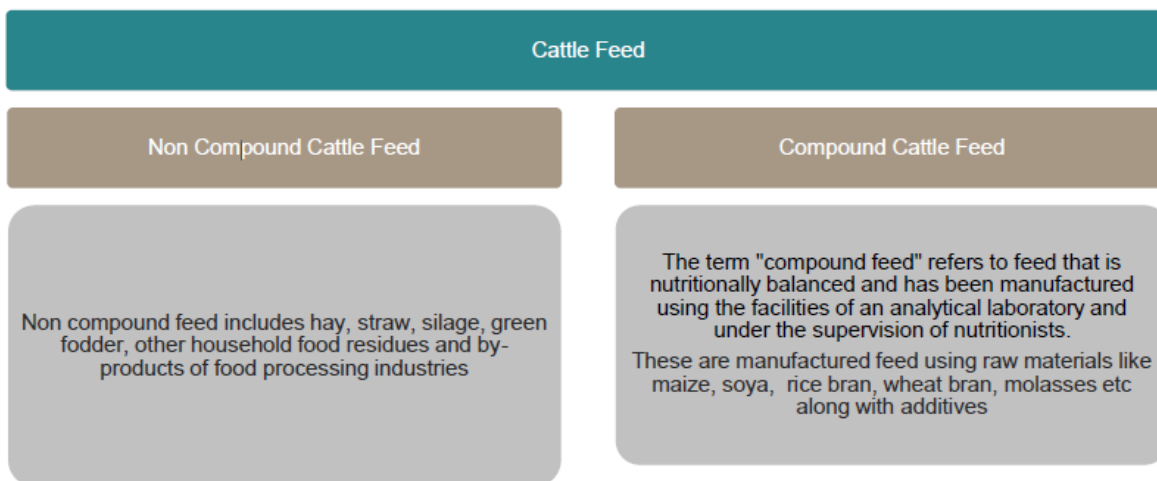 Cattle Feed
Non Compound Cattle Feed
Compound Cattle Feed
Non compound feed includes hay, straw, silage, green
fodder, other household food residues and by-
products of food processing industries
The term "compound feed" refers to feed that is
nutritionally balanced and has been manufactured
using the facilities of an analytical laboratory and
under the supervision of nutritionists.
These are manufactured feed using raw materials like
maize, soya, rice bran, wheat bran, molasses etc
along with additives